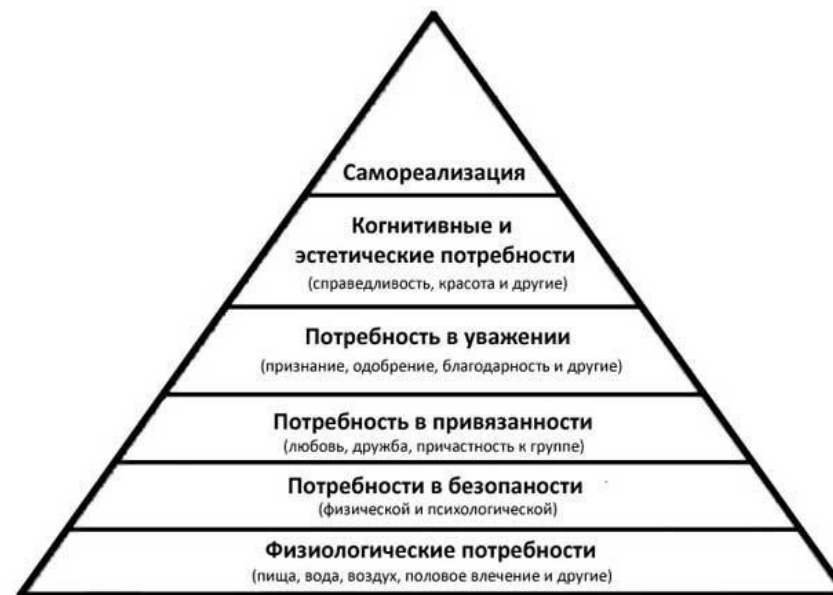 Самореализация
Когнитивные и
эстетические потребности
(справедливость, красота и другие)
Потребность в уважении
(признание, одобрение, благодарность и другие)
Потребность в привязанности
(любовь, дружба, причастность к группе)
Потребности в безопаности
(физической и психологической)
Физиологические потребности
(пища, вода, воздух, половое влечение и другие)